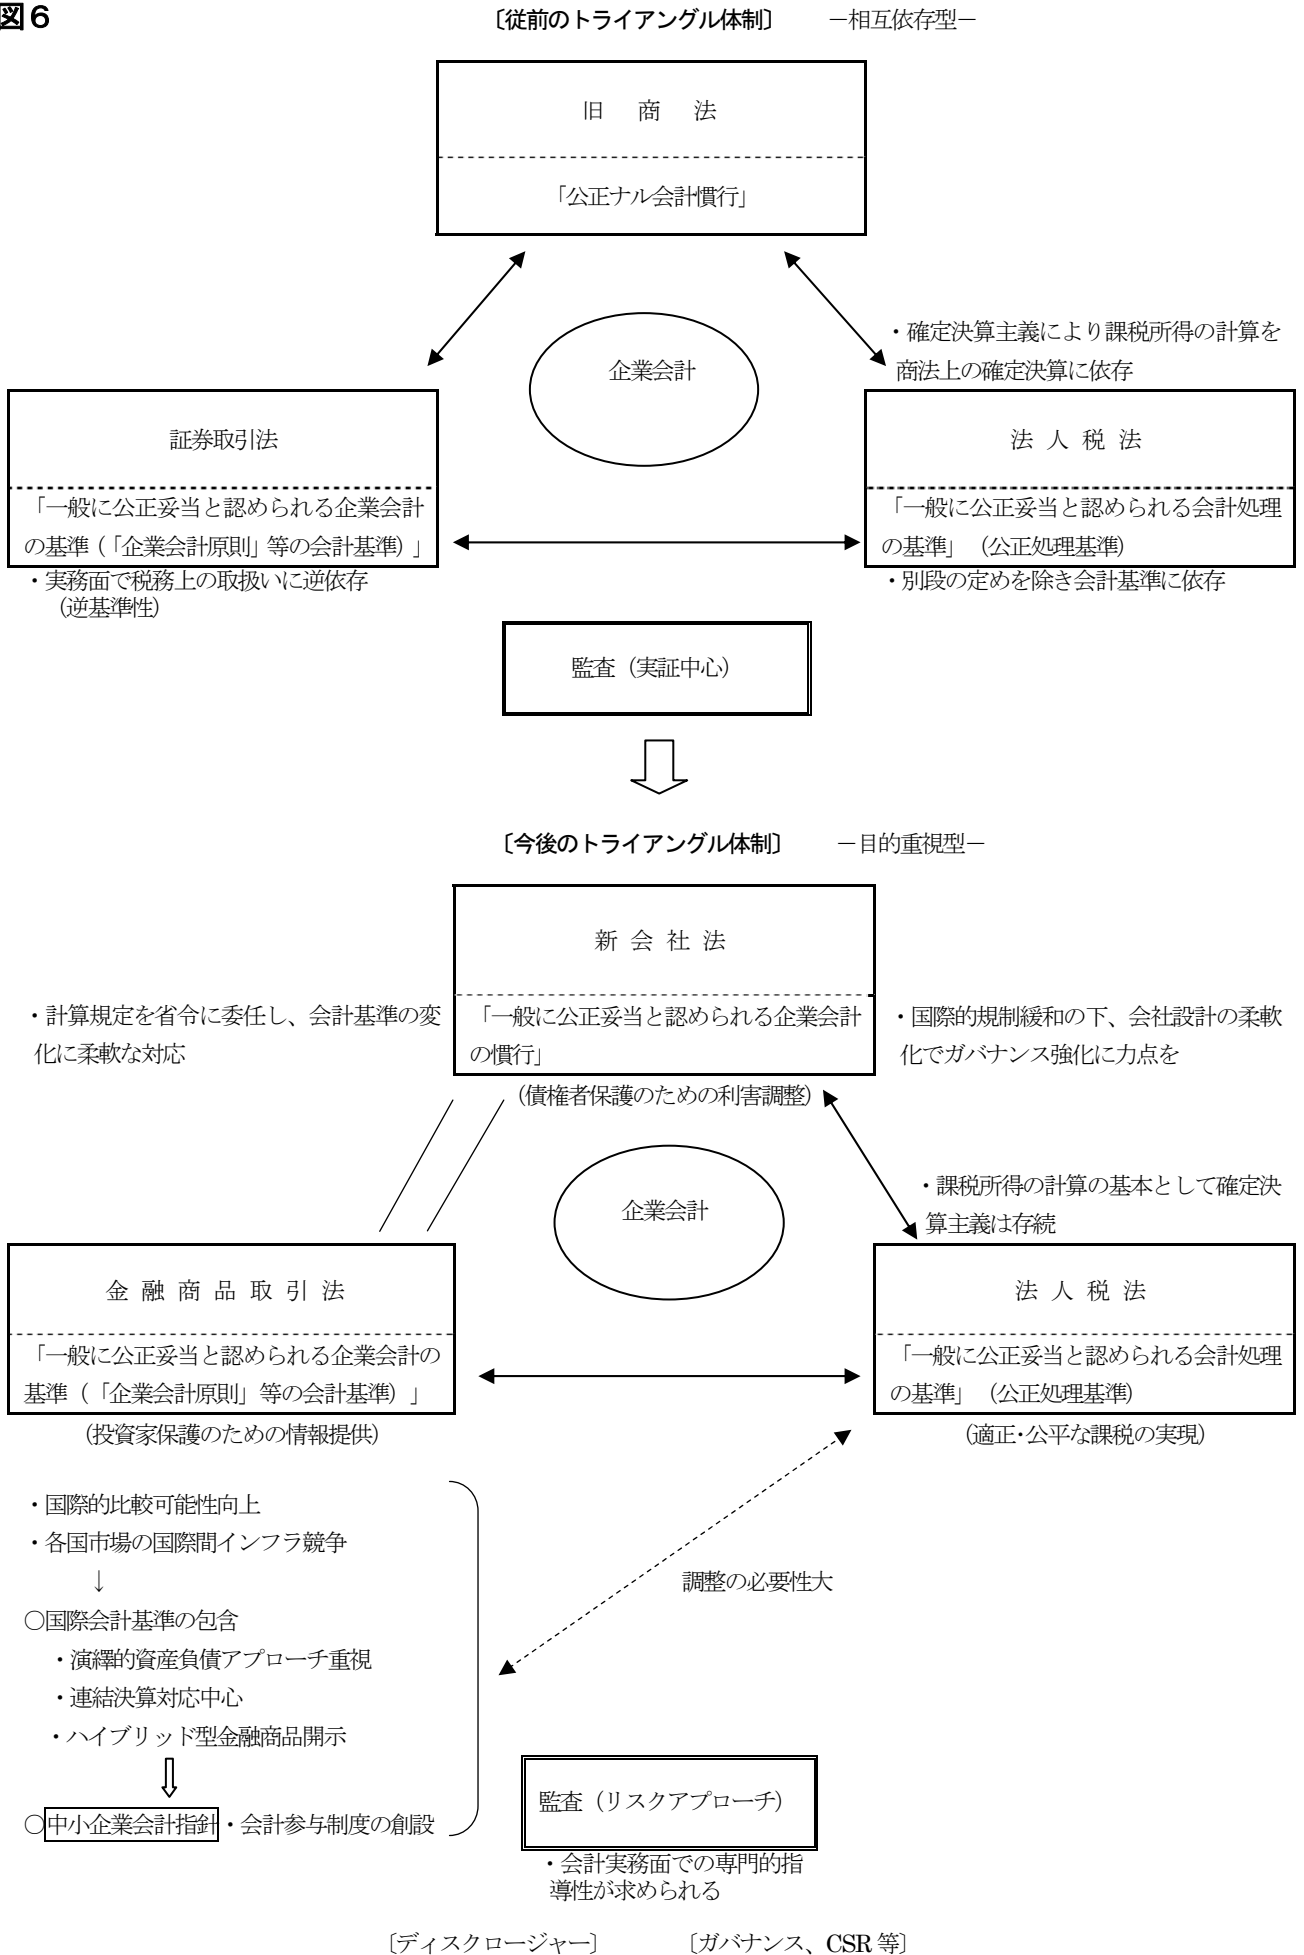 図6
〔従前のトライアングル体制〕 －相互依存型－
旧 商 法
「公正ナル会計慣行」
・確定決算主義により課税所得の計算を
商法上の確定決算に依存
企業会計
証券取引法
法 人 税 法
「一般に公正妥当と認められる企業会計
の基準（「企業会計原則」等の会計基準）」
「一般に公正妥当と認められる会計処理
の基準」（公正処理基準）
・実務面で税務上の取扱いに逆依存
（逆基準性）
・別段の定めを除き会計基準に依存
監査（実証中心）
〔今後のトライアングル体制〕 －目的重視型－
新 会 社 法
・計算規定を省令に委任し、会計基準の変
化に柔軟な対応
「一般に公正妥当と認められる企業会計
の慣行」
・国際的規制緩和の下、会社設計の柔軟
化でガバナンス強化に力点を
（債権者保護のための利害調整）
企業会計
・課税所得の計算の基本として確定決
算主義は存続
金 融 商 品 取 引 法
法 人 税 法
「一般に公正妥当と認められる企業会計の
基準（「企業会計原則」等の会計基準）」
「一般に公正妥当と認められる会計処理
の基準」（公正処理基準）
（投資家保護のための情報提供）
（適正・公平な課税の実現）
・国際的比較可能性向上
・各国市場の国際間インフラ競争
↓
調整の必要性大
○国際会計基準の包含
・演繹的資産負債アプローチ重視
・連結決算対応中心
・ハイブリッド型金融商品開示
○中小企業会計指針・会計参与制度の創設
監査（リスクアプローチ）
・会計実務面での専門的指
導性が求められる
〔ディスクロージャー〕 〔ガバナンス、CSR 等〕